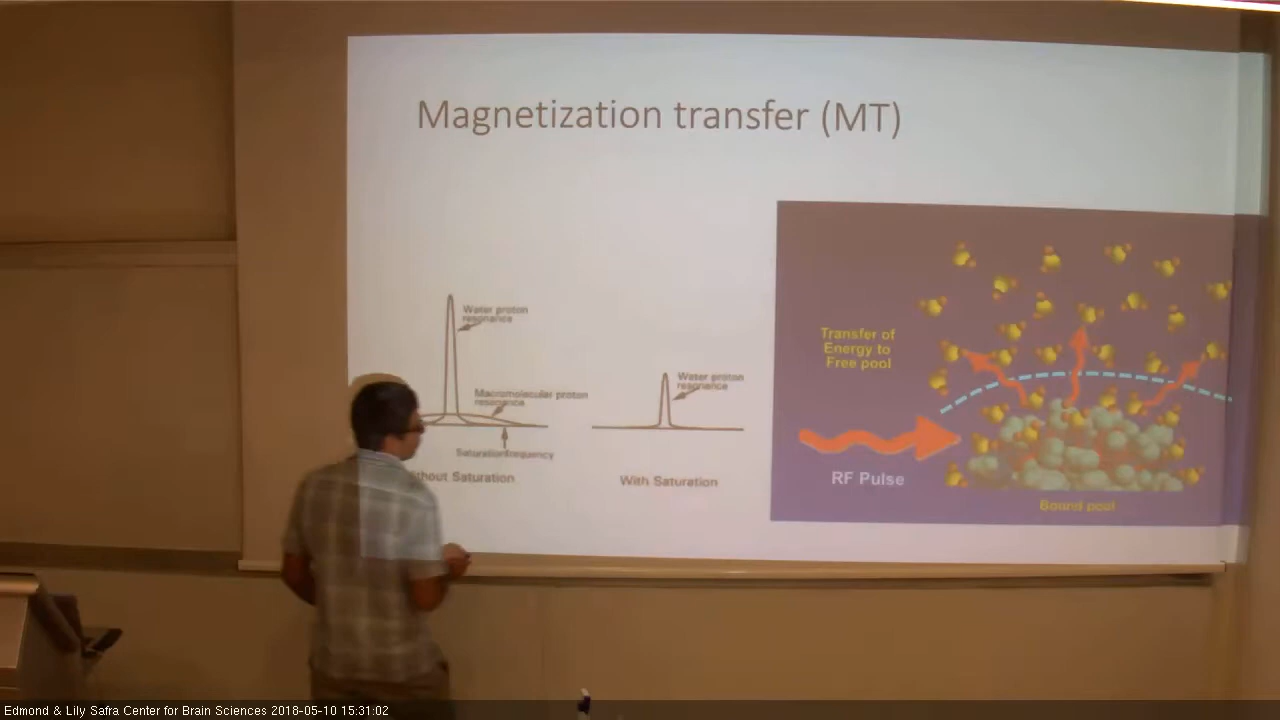 Magnetization transfer (MT)
Water proton
resonance
Macromolecular proton
resonance
Saturation frequency
thout Saturation
Water proton
resonance
With Saturation
Transfer of
Energy to
Free pool
RF Pulse
Bound pool
Edmond & Lily Safra Center for Brain Sciences 2018-05-10 15:31:02